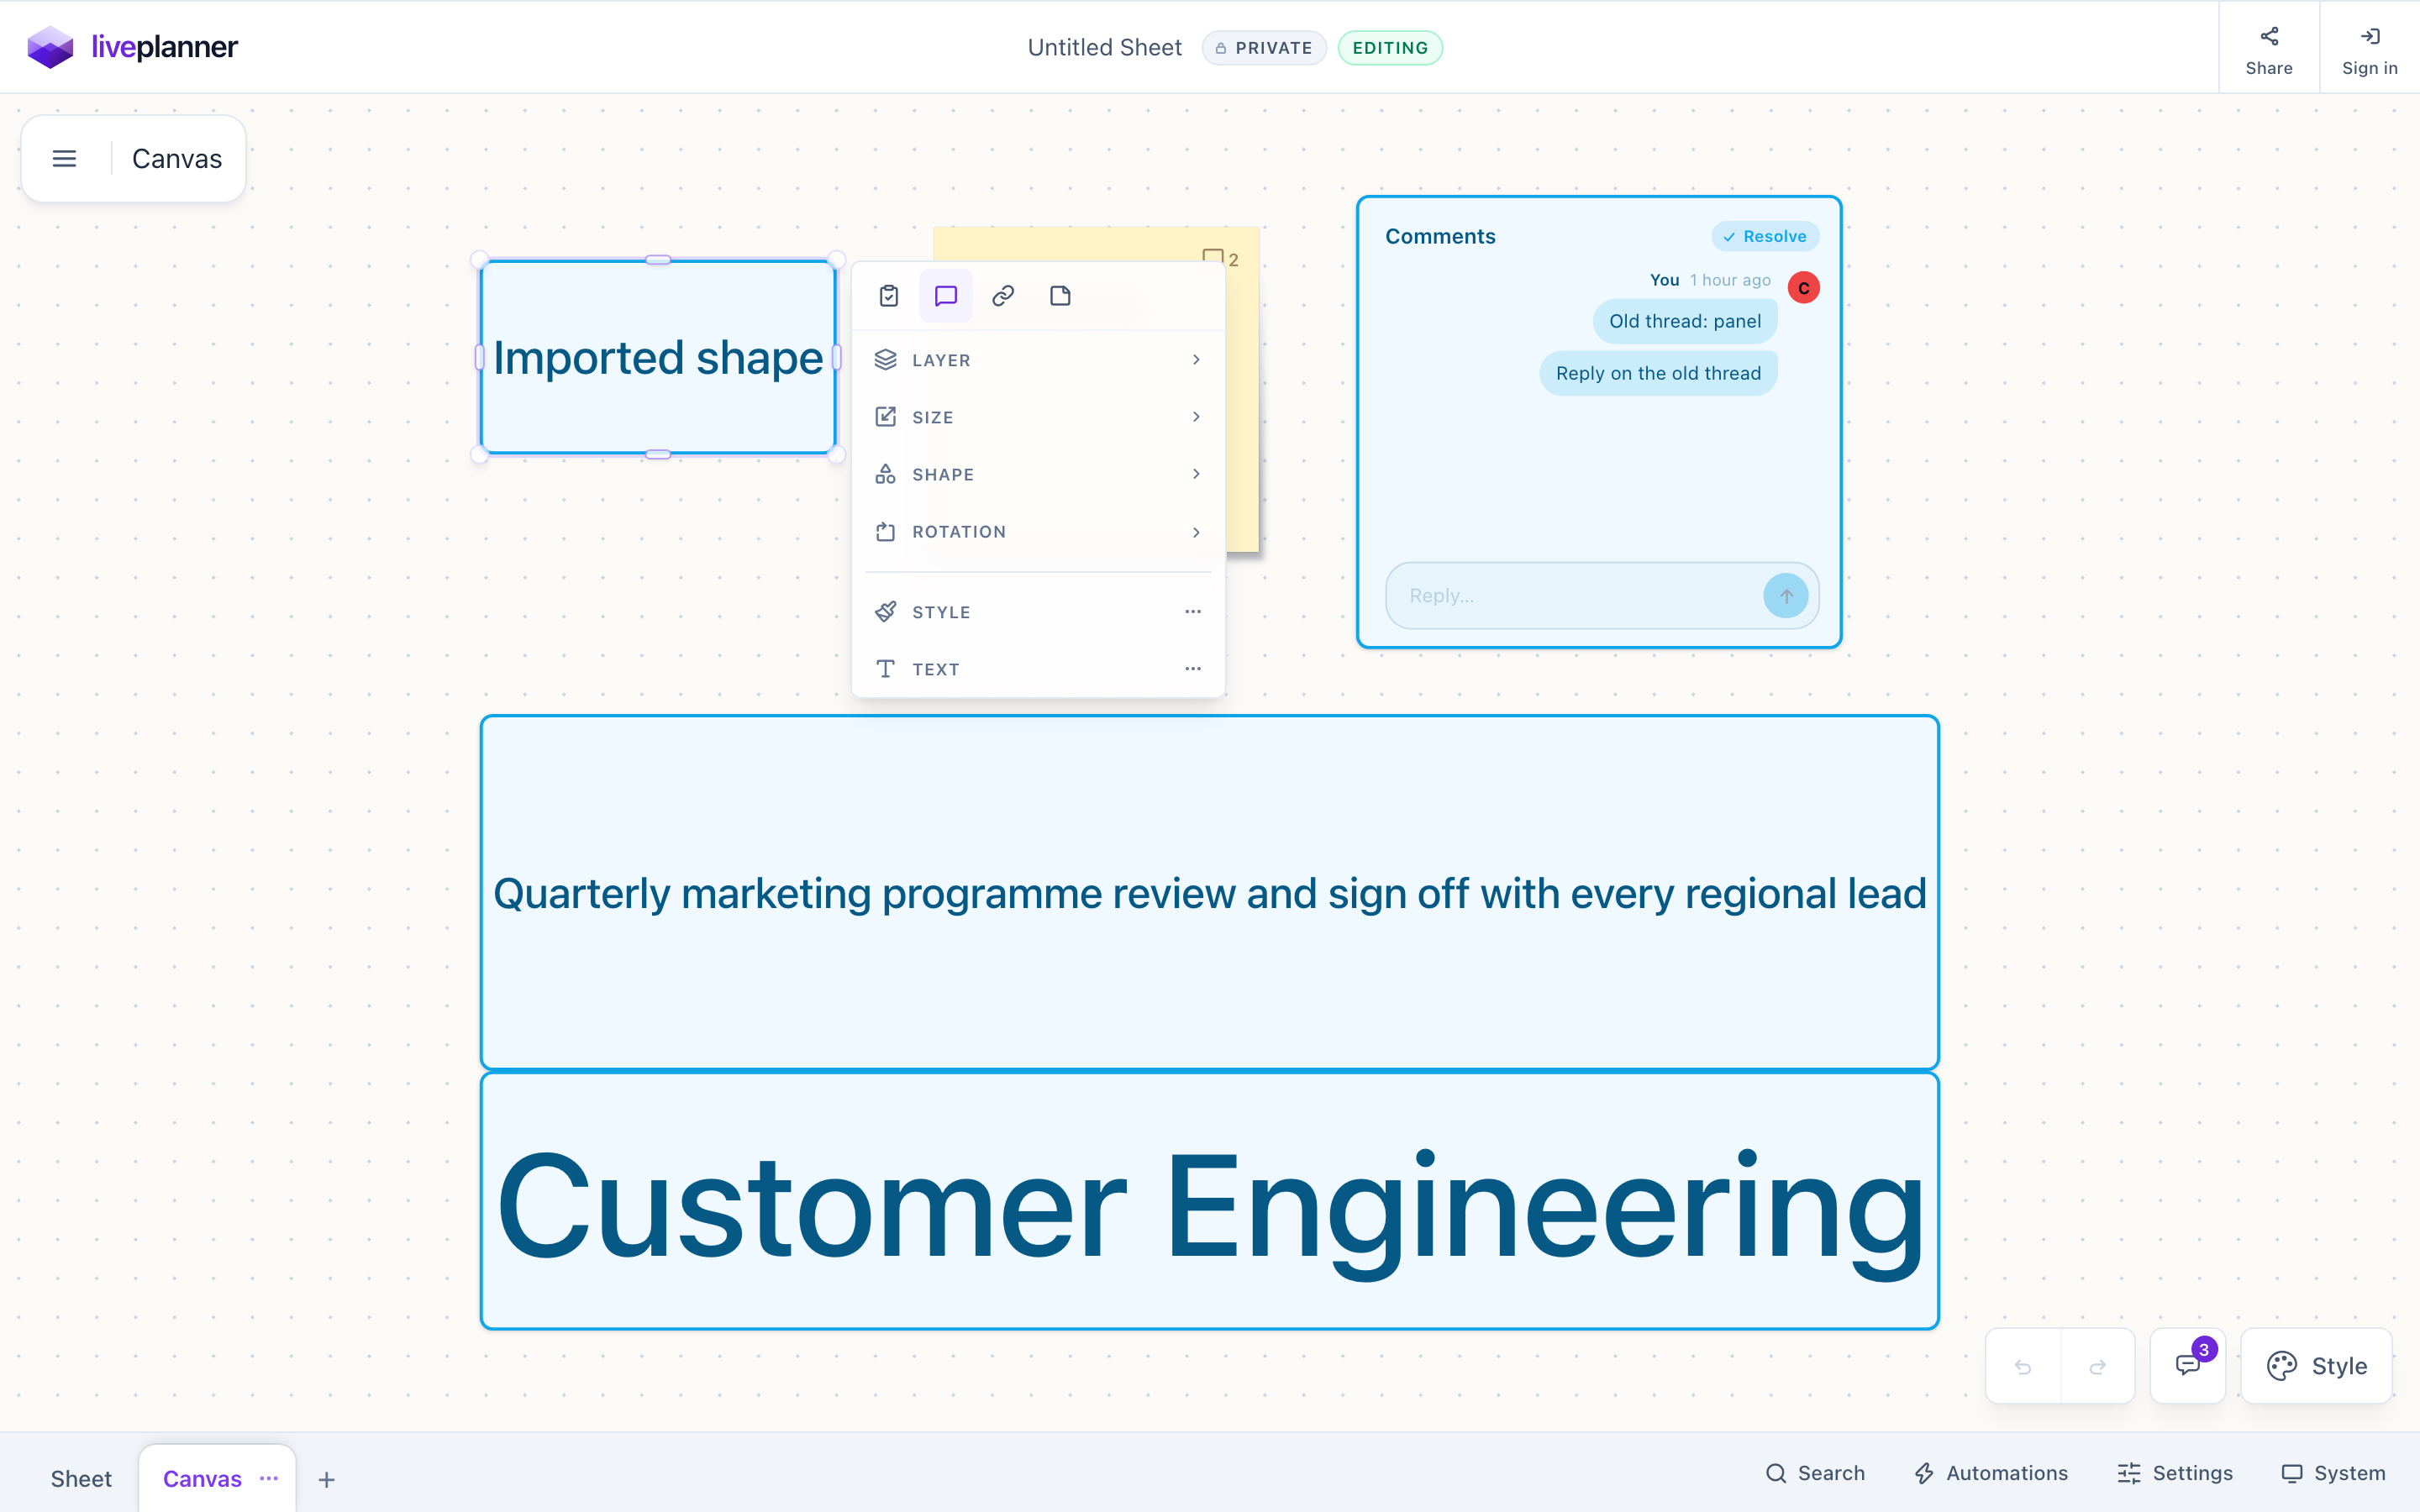 liveplanner
Untitled Sheet
PRIVATE
EDITING
Share
Sign in
Canvas
2
Imported shape
LAYER
SIZE
SHAPE
ROTATION
STYLE
TEXT
Comments
Resolve
You 1 hour ago
C
Old thread: panel
Reply on the old thread
Reply...
Quarterly marketing programme review and sign off with every regional lead
Customer Engineering
3
Style
Sheet
Canvas
Search
Automations
Settings
System